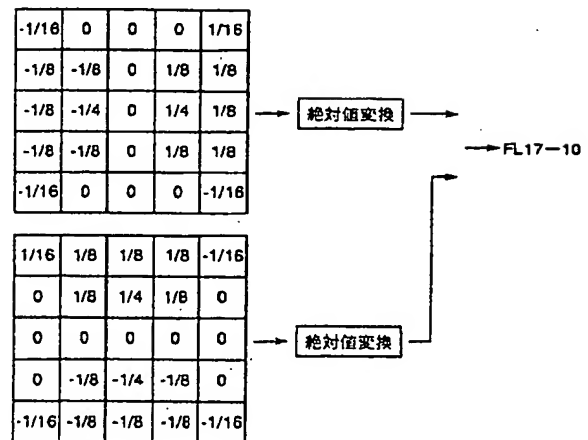 -1/16 0 0 0 1/16
-1/8 -1/8 0 1/8 1/8
-1/8 -1/4 0 1/4 1/8
-1/8 -1/8 0 1/8 1/8
-1/16 0 0 0 -1/16
絶対値変換
FL17-10
1/16 1/8 1/8 1/8 -1/16
0 1/8 1/4 1/8 0
0 0 0 0 0
0 -1/8 -1/4 -1/8 0
-1/16 -1/8 -1/8 -1/8 -1/16
絶対値変換